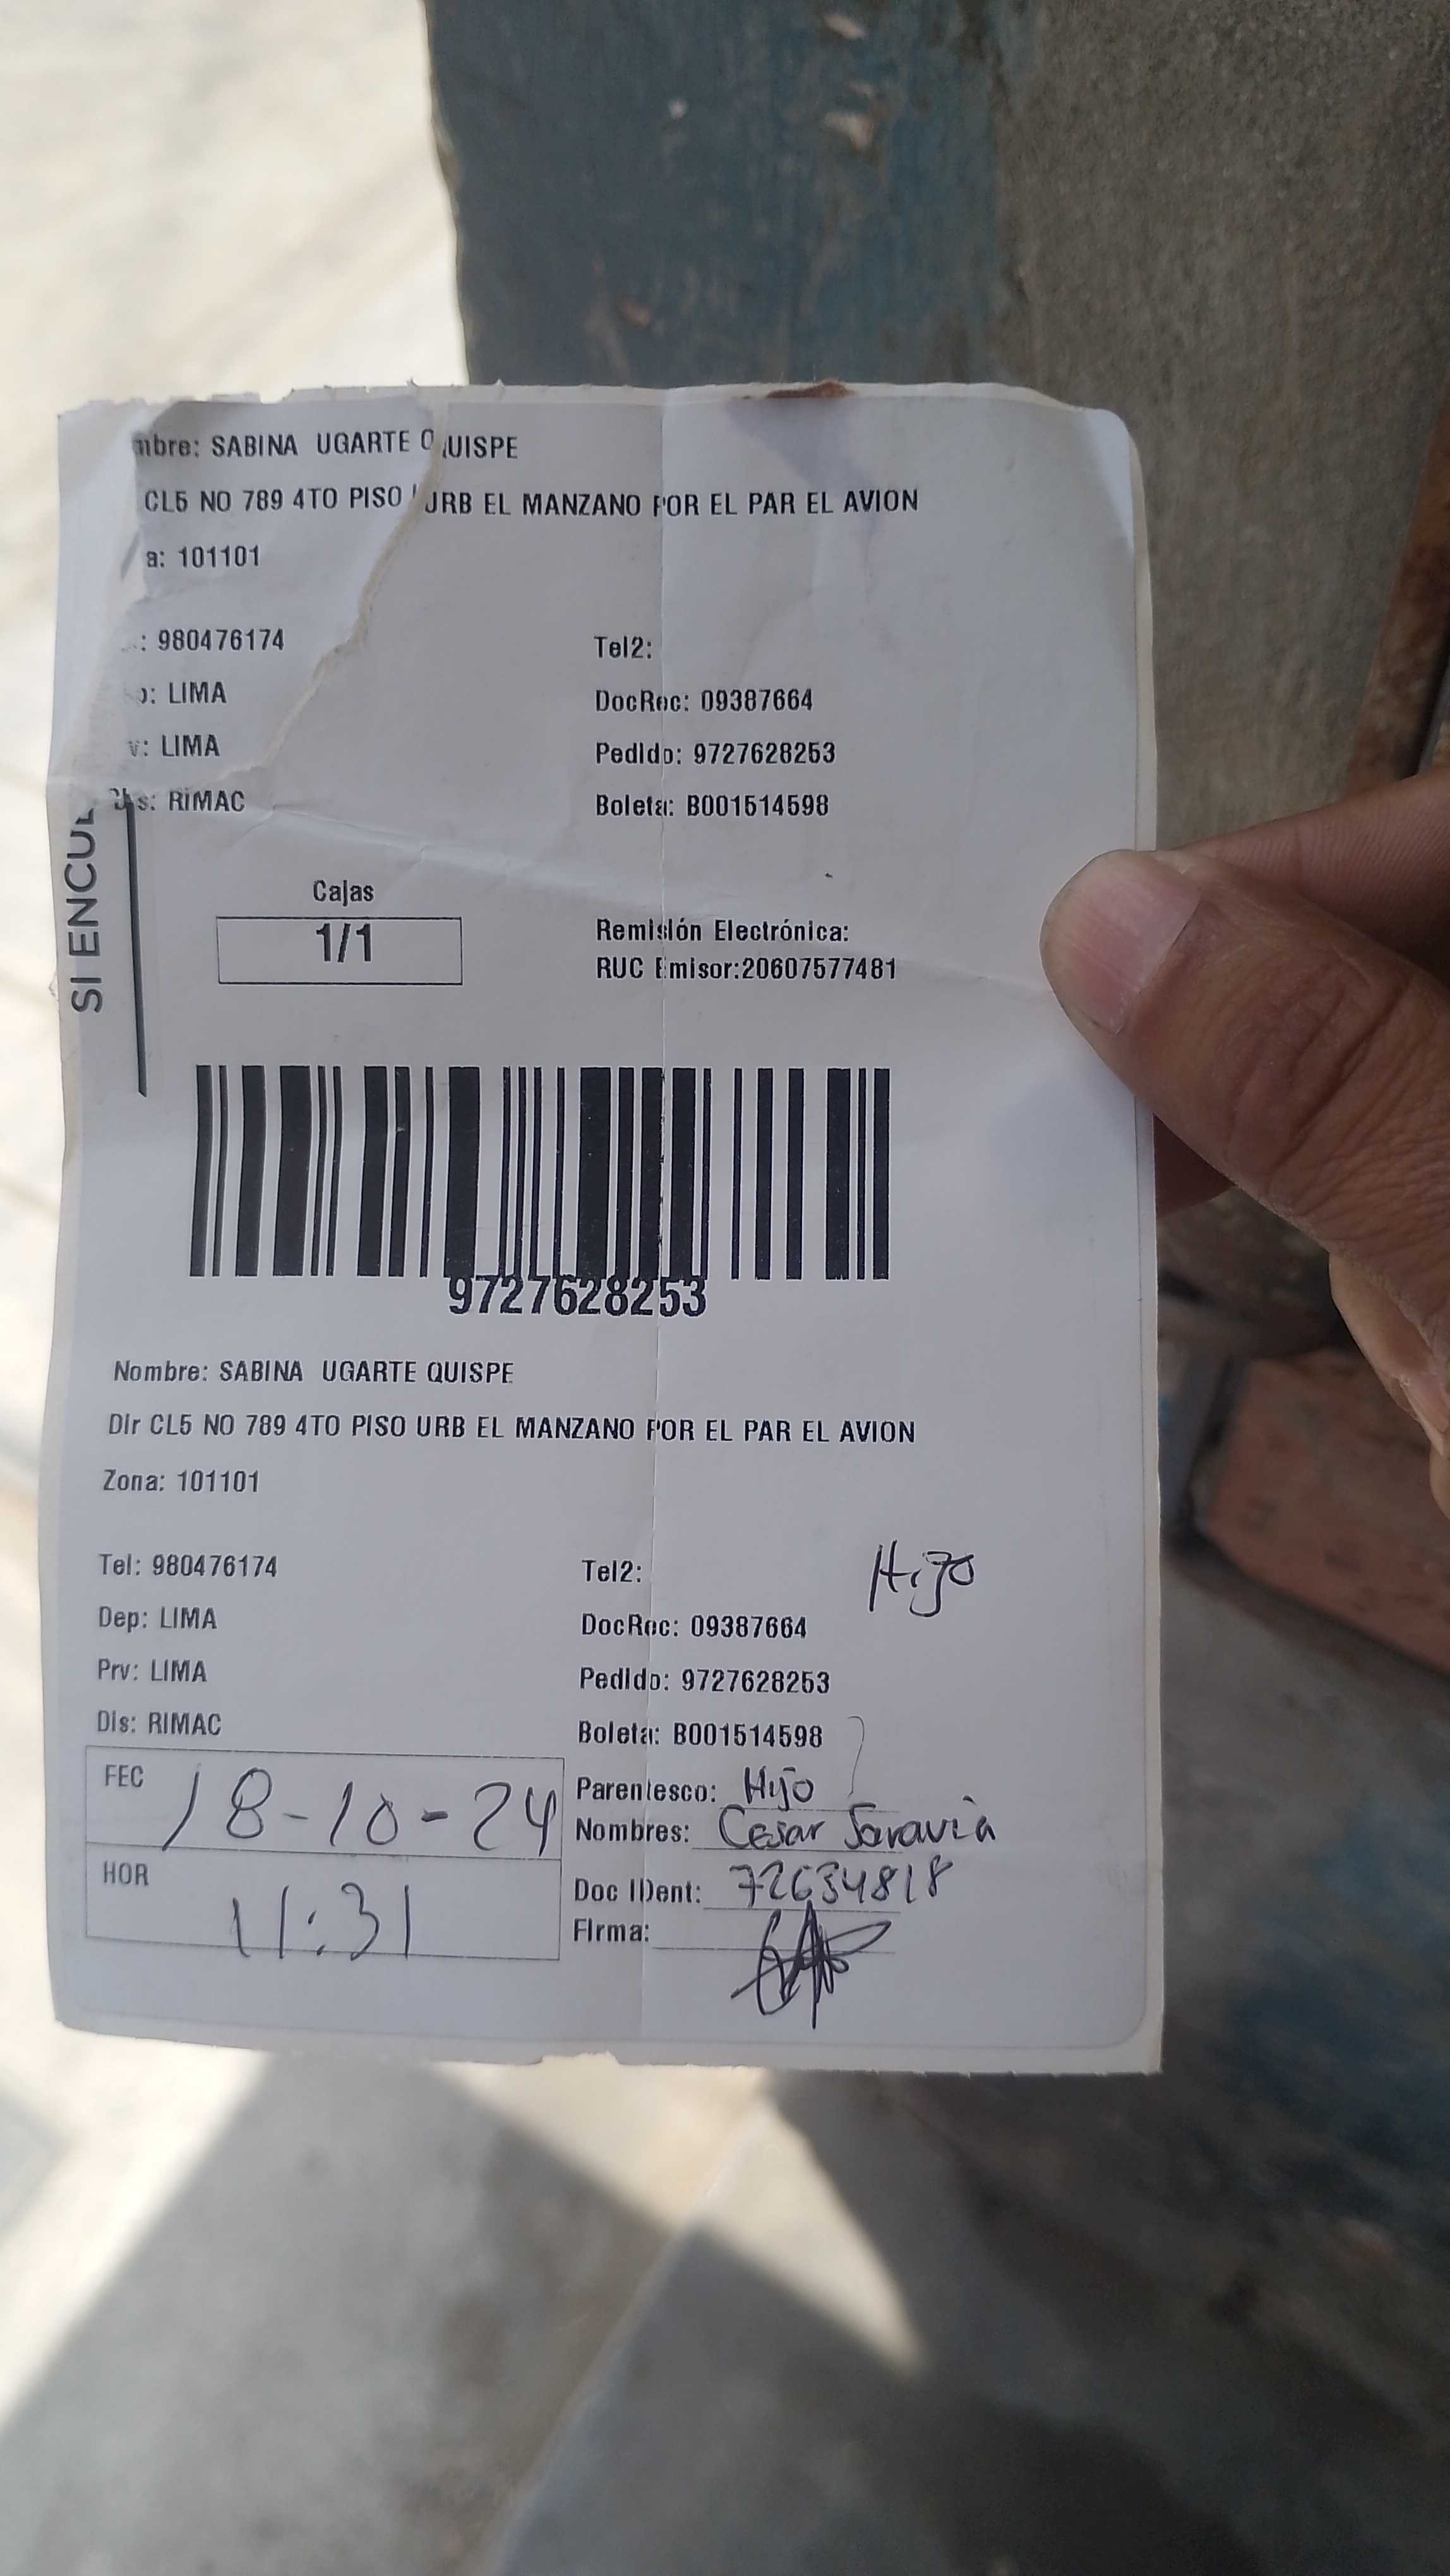 mbre: SABINA UGARTE QUISPE
CL5 NO 789 4TO PISO URB EL MANZANO POR EL PAR EL AVION
a: 101101
: 980476174
Tel2:
: LIMA
DocRec: 09387664
v: LIMA
Pedido: 9727628253
s: RIMAC
Boleta: B001514598
SI ENCU
Cajas
1/1
Remisión Electrónica:
RUC Emisor:20607577481
9727628253
Nombre: SABINA UGARTE QUISPE
Dir CL5 NO 789 4TO PISO URB EL MANZANO POR EL PAR EL AVION
Zona: 101101
Tel: 980476174
Tel2:
Hijo
Dep: LIMA
DocRec: 09387664
Prv: LIMA
Pedido: 9727628253
Dis: RIMAC
Boleta: B001514598
FEC 18-10-24
Parentesco: Hijo
Nombres: Cesar Saravia
HOR 11:31
Doc IDent: 72634818
Firma: